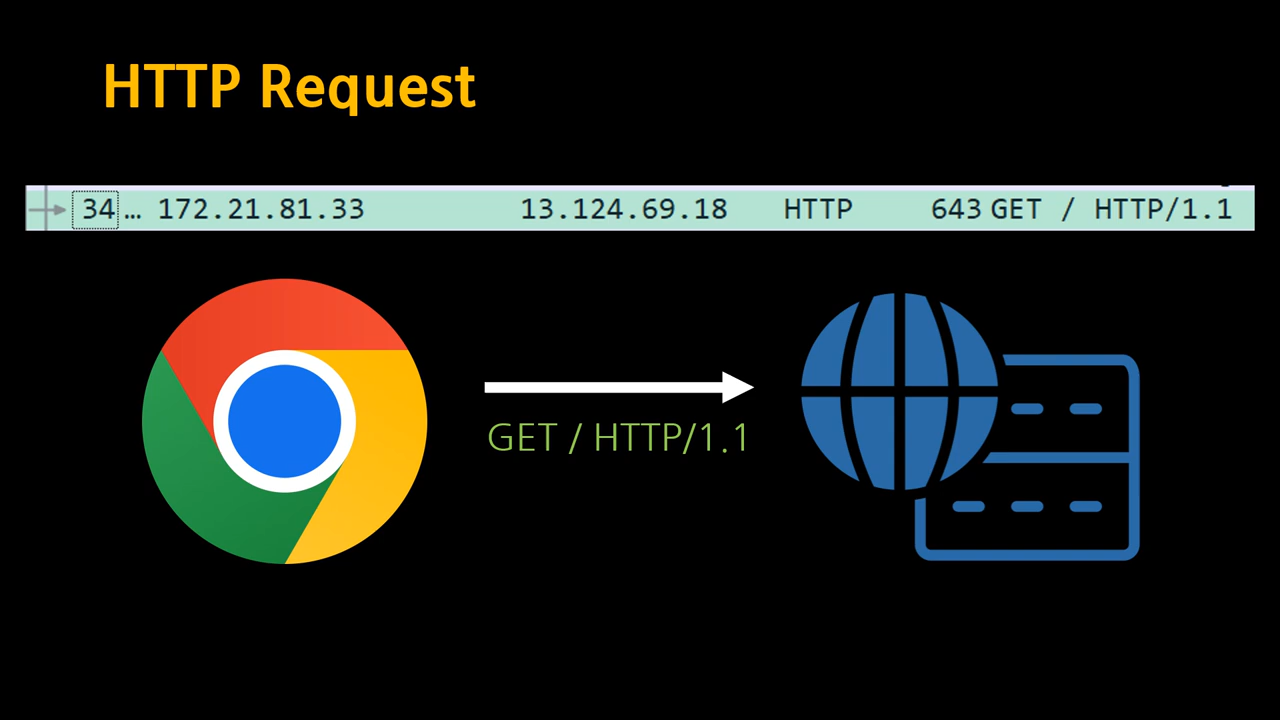 HTTP Request
34 … 172.21.81.33 13.124.69.18 HTTP 643 GET / HTTP/1.1
GET / HTTP/1.1